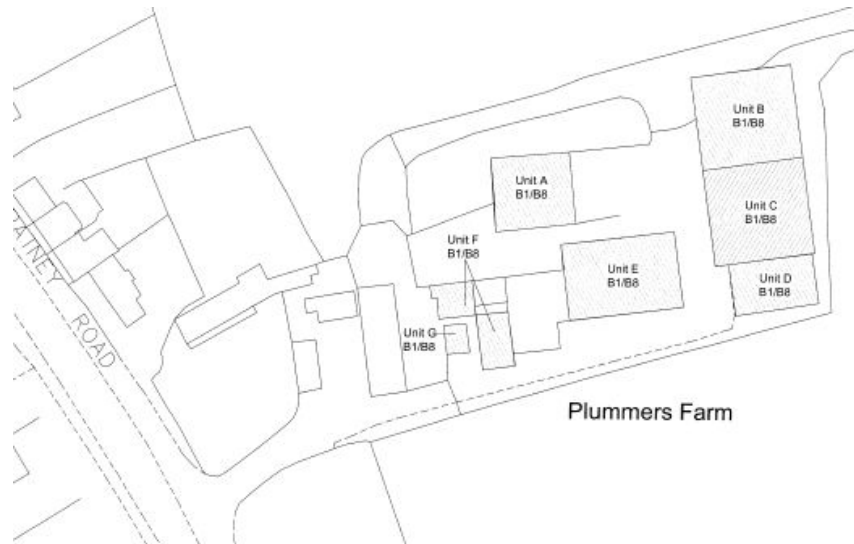 Unit B
B1/B8
Unit A
B1/B8
Unit C
B1/B8
Unit F
B1/B8
Unit E
B1/B8
Unit D
B1/B8
Unit G
B1/B8
ROAD
Plummers Farm